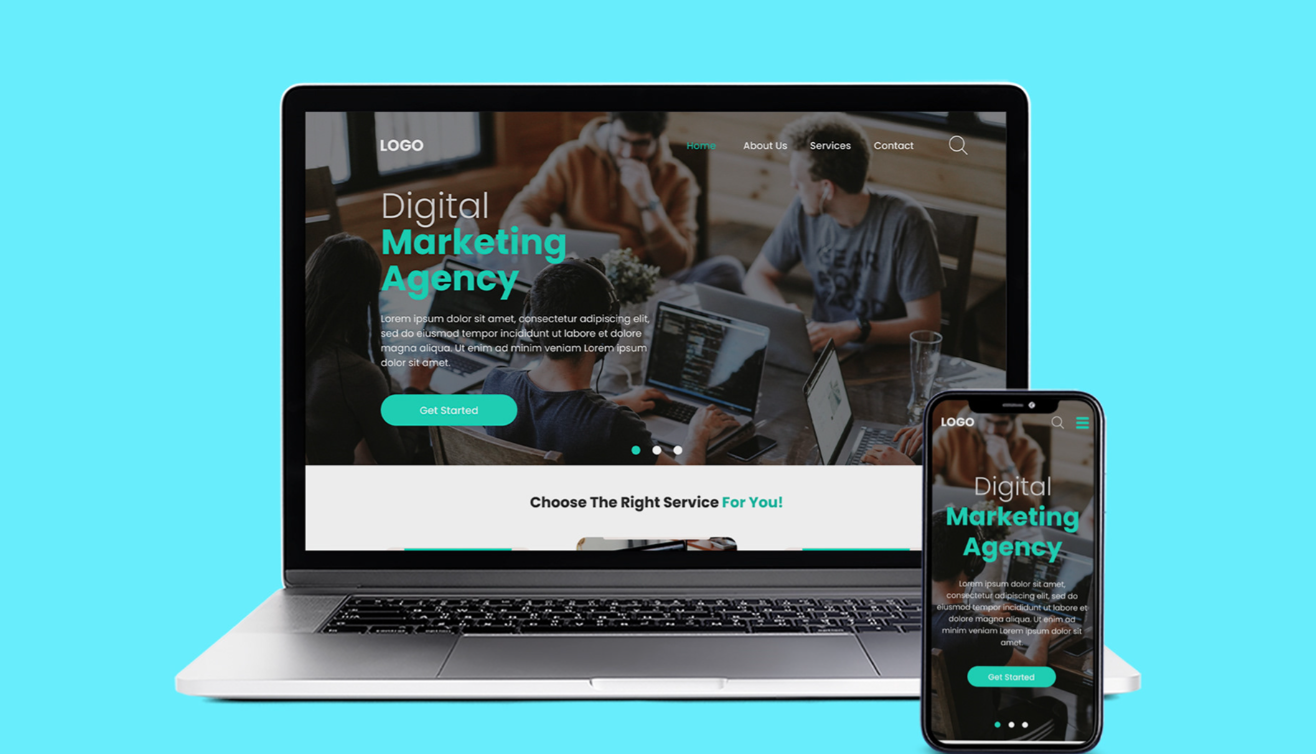 LOGO
Home About Us Services Contact
Digital
Marketing
Agency
Lorem ipsum dolor sit amet, consectetur adipiscing elit,
sed do eiusmod tempor incididunt ut labore et dolore
magna aliqua. Ut enim ad minim veniam Lorem ipsum
dolor sit amet.
Get Started
Choose The Right Service For You!
LOGO
Digital
Marketing
Agency
Lorem ipsum dolor sit amet,
consectetur adipiscing elit, sed do
eiusmod tempor incididunt ut labore et
dolore magna aliqua. Ut enim ad
minim veniam Lorem ipsum dolor sit
amet.
Get Started